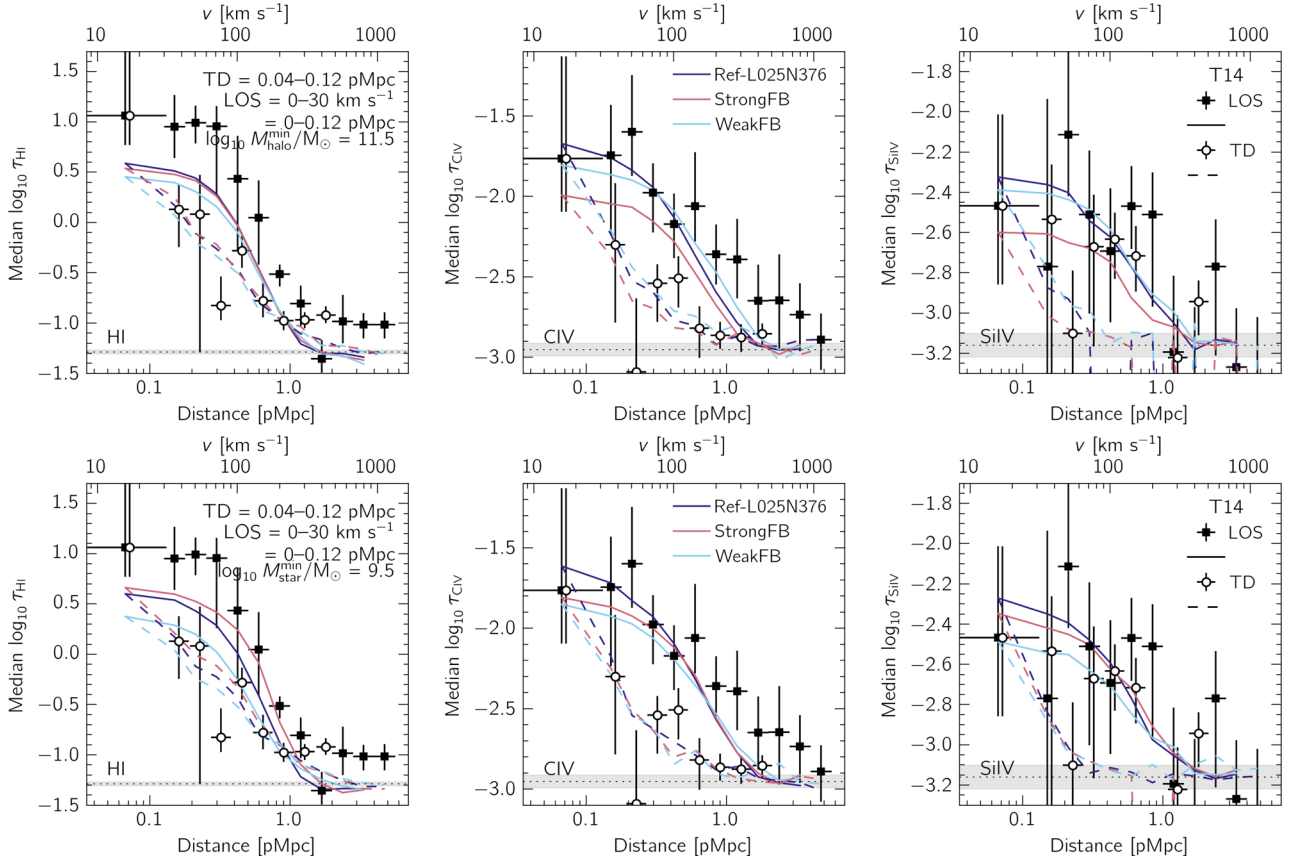 v [km s−1]
10 100 1000
1.5
1.0
0.5
0.0
−0.5
−1.0
−1.5
Median log10 τHI
TD = 0.04–0.12 pMpc
LOS = 0–30 km s−1
= 0–0.12 pMpc
log10 Mminhalo/M⊙ = 11.5
HI
0.1 1.0
Distance [pMpc]
v [km s−1]
10 100 1000
−1.5
−2.0
−2.5
−3.0
Median log10 τCIV
Ref-L025N376
StrongFB
WeakFB
CIV
0.1 1.0
Distance [pMpc]
v [km s−1]
10 100 1000
−1.8
−2.0
−2.2
−2.4
−2.6
−2.8
−3.0
−3.2
Median log10 τSiIV
T14
LOS
TD
SiIV
0.1 1.0
Distance [pMpc]
v [km s−1]
10 100 1000
1.5
1.0
0.5
0.0
−0.5
−1.0
−1.5
Median log10 τHI
TD = 0.04–0.12 pMpc
LOS = 0–30 km s−1
= 0–0.12 pMpc
log10 Mminstar/M⊙ = 9.5
HI
0.1 1.0
Distance [pMpc]
v [km s−1]
10 100 1000
−1.5
−2.0
−2.5
−3.0
Median log10 τCIV
Ref-L025N376
StrongFB
WeakFB
CIV
0.1 1.0
Distance [pMpc]
v [km s−1]
10 100 1000
−1.8
−2.0
−2.2
−2.4
−2.6
−2.8
−3.0
−3.2
Median log10 τSiIV
T14
LOS
TD
SiIV
0.1 1.0
Distance [pMpc]